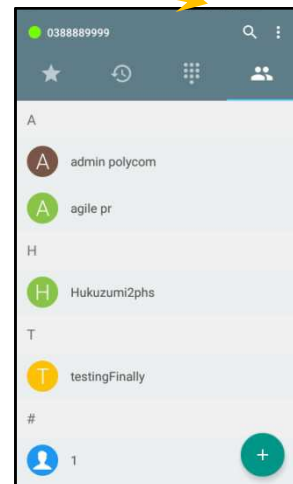 0388889999
A
A admin polycom
A agile pr
H
H Hukuzumi2phs
T
T testingFinally
#
1
+